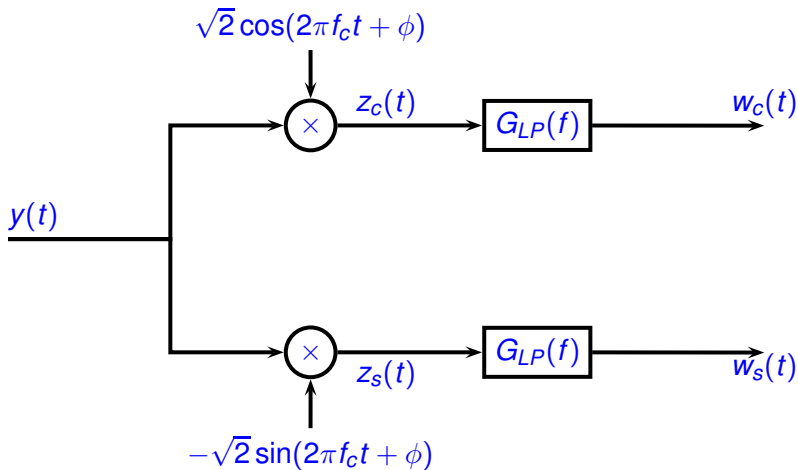 √2 cos(2πf_c t + ϕ)
×
z_c(t)
G_LP(f)
w_c(t)
y(t)
×
z_s(t)
G_LP(f)
w_s(t)
−√2 sin(2πf_c t + ϕ)